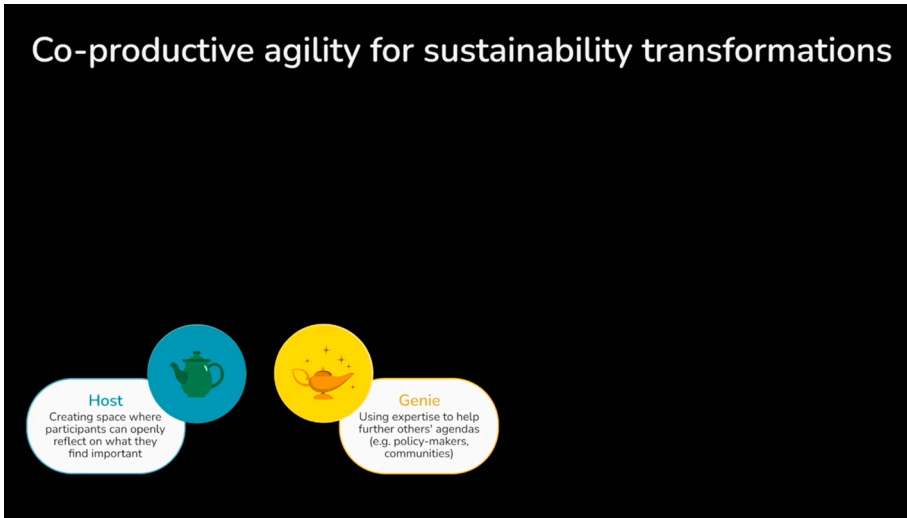 Co-productive agility for sustainability transformations
Host
Creating space where
participants can openly
reflect on what they
find important
Genie
Using expertise to help
further others' agendas
(e.g. policy-makers,
communities)